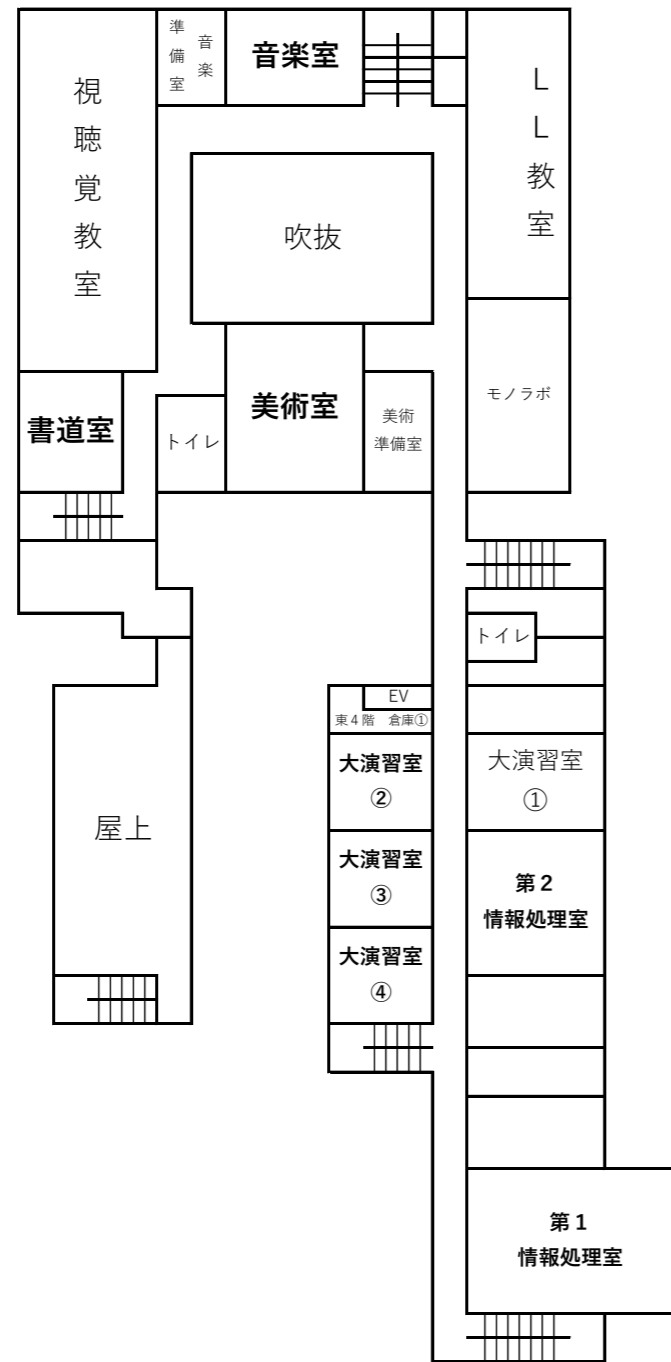 視聴覚教室
音楽
準備室
音楽室
LL教室
吹抜
モノラボ
書道室
トイレ
美術室
美術
準備室
トイレ
EV
東4階 倉庫①
大演習室
②
大演習室
①
屋上
大演習室
③
第2
情報処理室
大演習室
④
第1
情報処理室